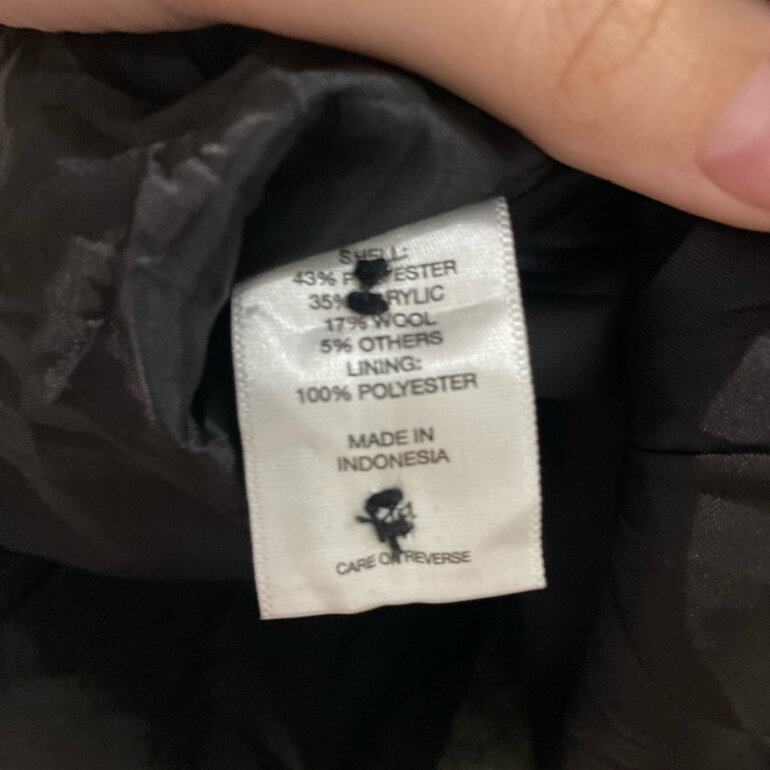 SHELL:
43% POLYESTER
35% ACRYLIC
17% WOOL
5% OTHERS
LINING:
100% POLYESTER
MADE IN
INDONESIA
CARE ON REVERSE